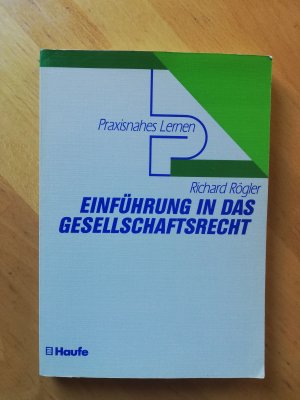 Praxisnahes Lernen
Richard Rögler
EINFÜHRUNG IN DAS
GESELLSCHAFTSRECHT
Haufe